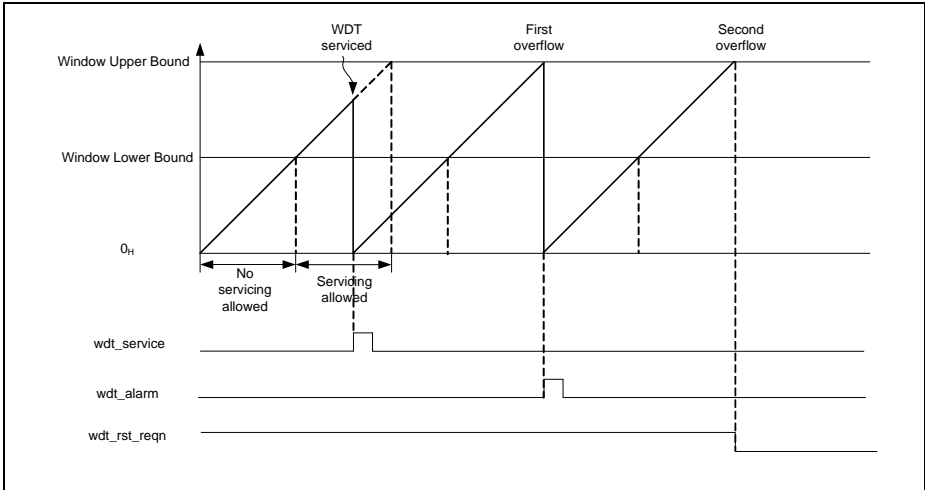 WDT
serviced
First
overflow
Second
overflow
Window Upper Bound
Window Lower Bound
0H
No
servicing
allowed
Servicing
allowed
wdt_service
wdt_alarm
wdt_rst_reqn